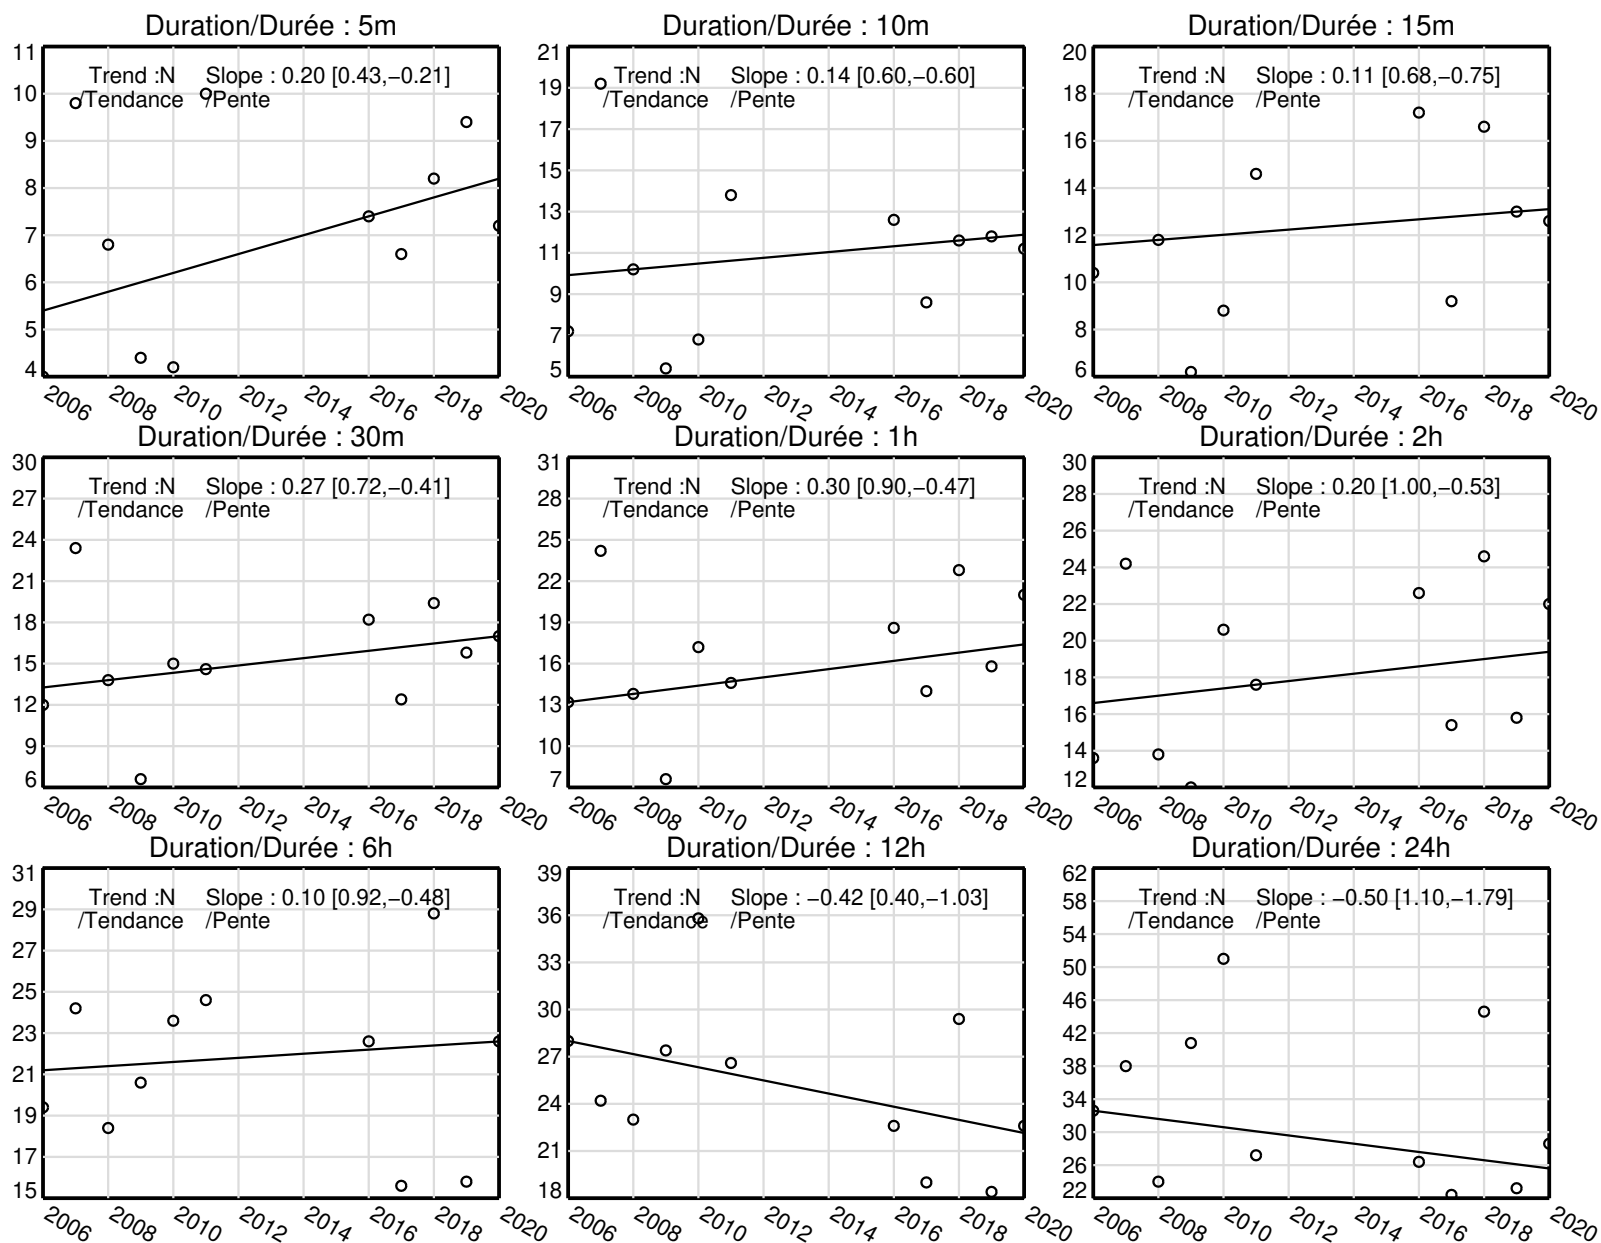 Duration/Durée : 5m
Trend :N Slope : 0.20 [0.43,−0.21]
/Tendance /Pente
11
10
9
8
7
6
5
4
2006 2008 2010 2012 2014 2016 2018 2020
Duration/Durée : 10m
Trend :N Slope : 0.14 [0.60,−0.60]
/Tendance /Pente
21
19
17
15
13
11
9
7
5
2006 2008 2010 2012 2014 2016 2018 2020
Duration/Durée : 15m
Trend :N Slope : 0.11 [0.68,−0.75]
/Tendance /Pente
20
18
16
14
12
10
8
6
2006 2008 2010 2012 2014 2016 2018 2020
Duration/Durée : 30m
Trend :N Slope : 0.27 [0.72,−0.41]
/Tendance /Pente
30
27
24
21
18
15
12
9
6
2006 2008 2010 2012 2014 2016 2018 2020
Duration/Durée : 1h
Trend :N Slope : 0.30 [0.90,−0.47]
/Tendance /Pente
31
28
25
22
19
16
13
10
7
2006 2008 2010 2012 2014 2016 2018 2020
Duration/Durée : 2h
Trend :N Slope : 0.20 [1.00,−0.53]
/Tendance /Pente
30
28
26
24
22
20
18
16
14
12
2006 2008 2010 2012 2014 2016 2018 2020
Duration/Durée : 6h
Trend :N Slope : 0.10 [0.92,−0.48]
/Tendance /Pente
31
29
27
25
23
21
19
17
15
2006 2008 2010 2012 2014 2016 2018 2020
Duration/Durée : 12h
Trend :N Slope : −0.42 [0.40,−1.03]
/Tendance /Pente
39
36
33
30
27
24
21
18
2006 2008 2010 2012 2014 2016 2018 2020
Duration/Durée : 24h
Trend :N Slope : −0.50 [1.10,−1.79]
/Tendance /Pente
62
58
54
50
46
42
38
34
30
26
22
2006 2008 2010 2012 2014 2016 2018 2020